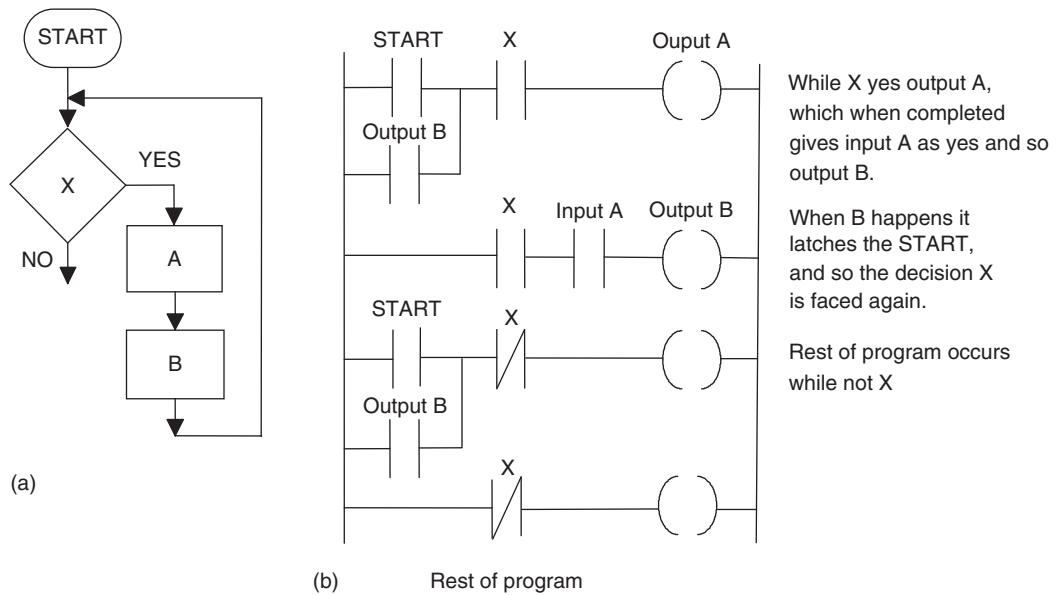 START
X
YES
NO
A
B
(a)
START X Ouput A
Output B
X Input A Output B
START
X
Output B
X
(b) Rest of program
While X yes output A,
which when completed
gives input A as yes and so
output B.
When B happens it
latches the START,
and so the decision X
is faced again.
Rest of program occurs
while not X